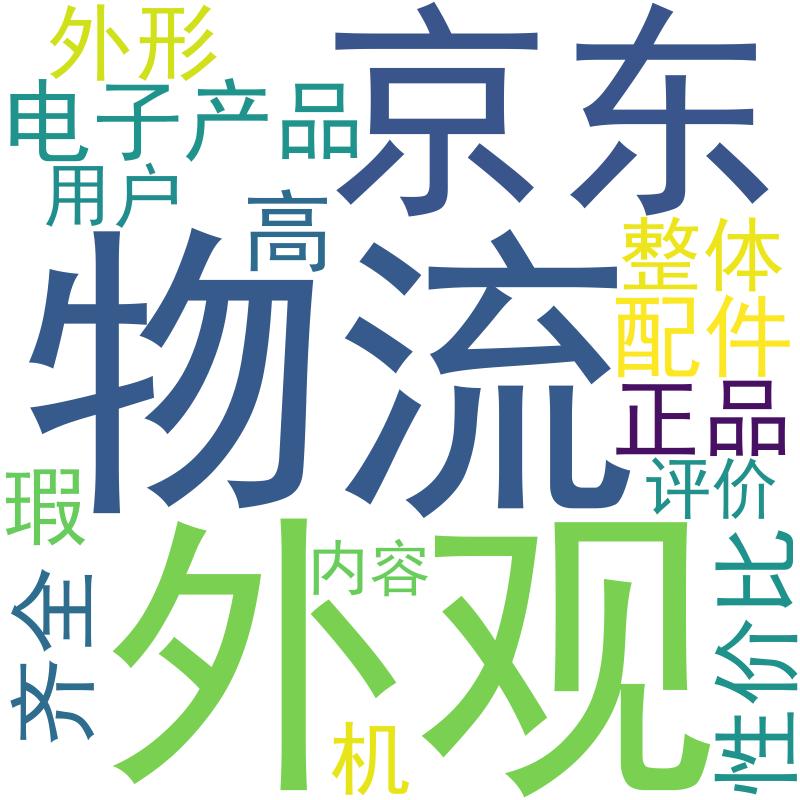 外形
京东
电子产品
用户
高
物流
整体
配件
正品
评价
瑕
外观
内容
性价比
齐全
机